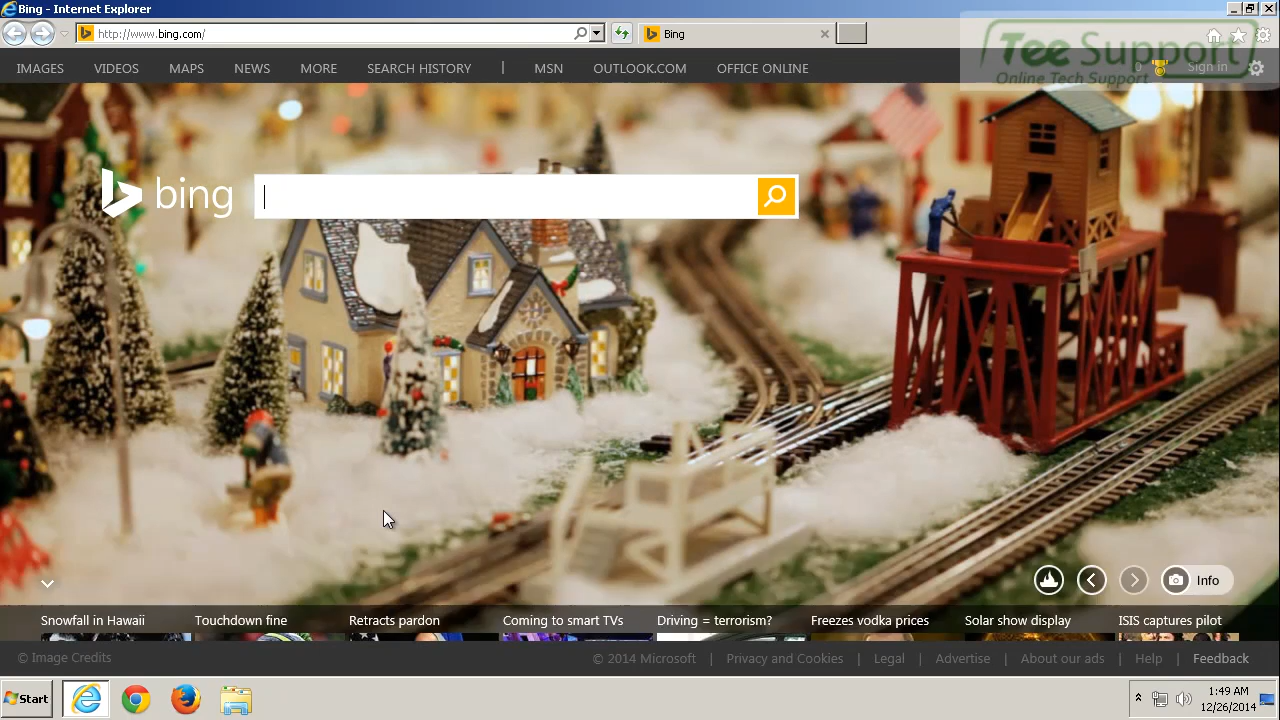 Bing - Internet Explorer
http://www.bing.com/
Bing
Tee Support
Online Tech Support
IMAGES VIDEOS MAPS NEWS MORE SEARCH HISTORY | MSN OUTLOOK.COM OFFICE ONLINE
0 Sign in
bing
Info
Snowfall in Hawaii Touchdown fine Retracts pardon Coming to smart TVs Driving = terrorism? Freezes vodka prices Solar show display ISIS captures pilot
© Image Credits © 2014 Microsoft | Privacy and Cookies | Legal | Advertise | About our ads | Help | Feedback
Start
1:49 AM
12/26/2014